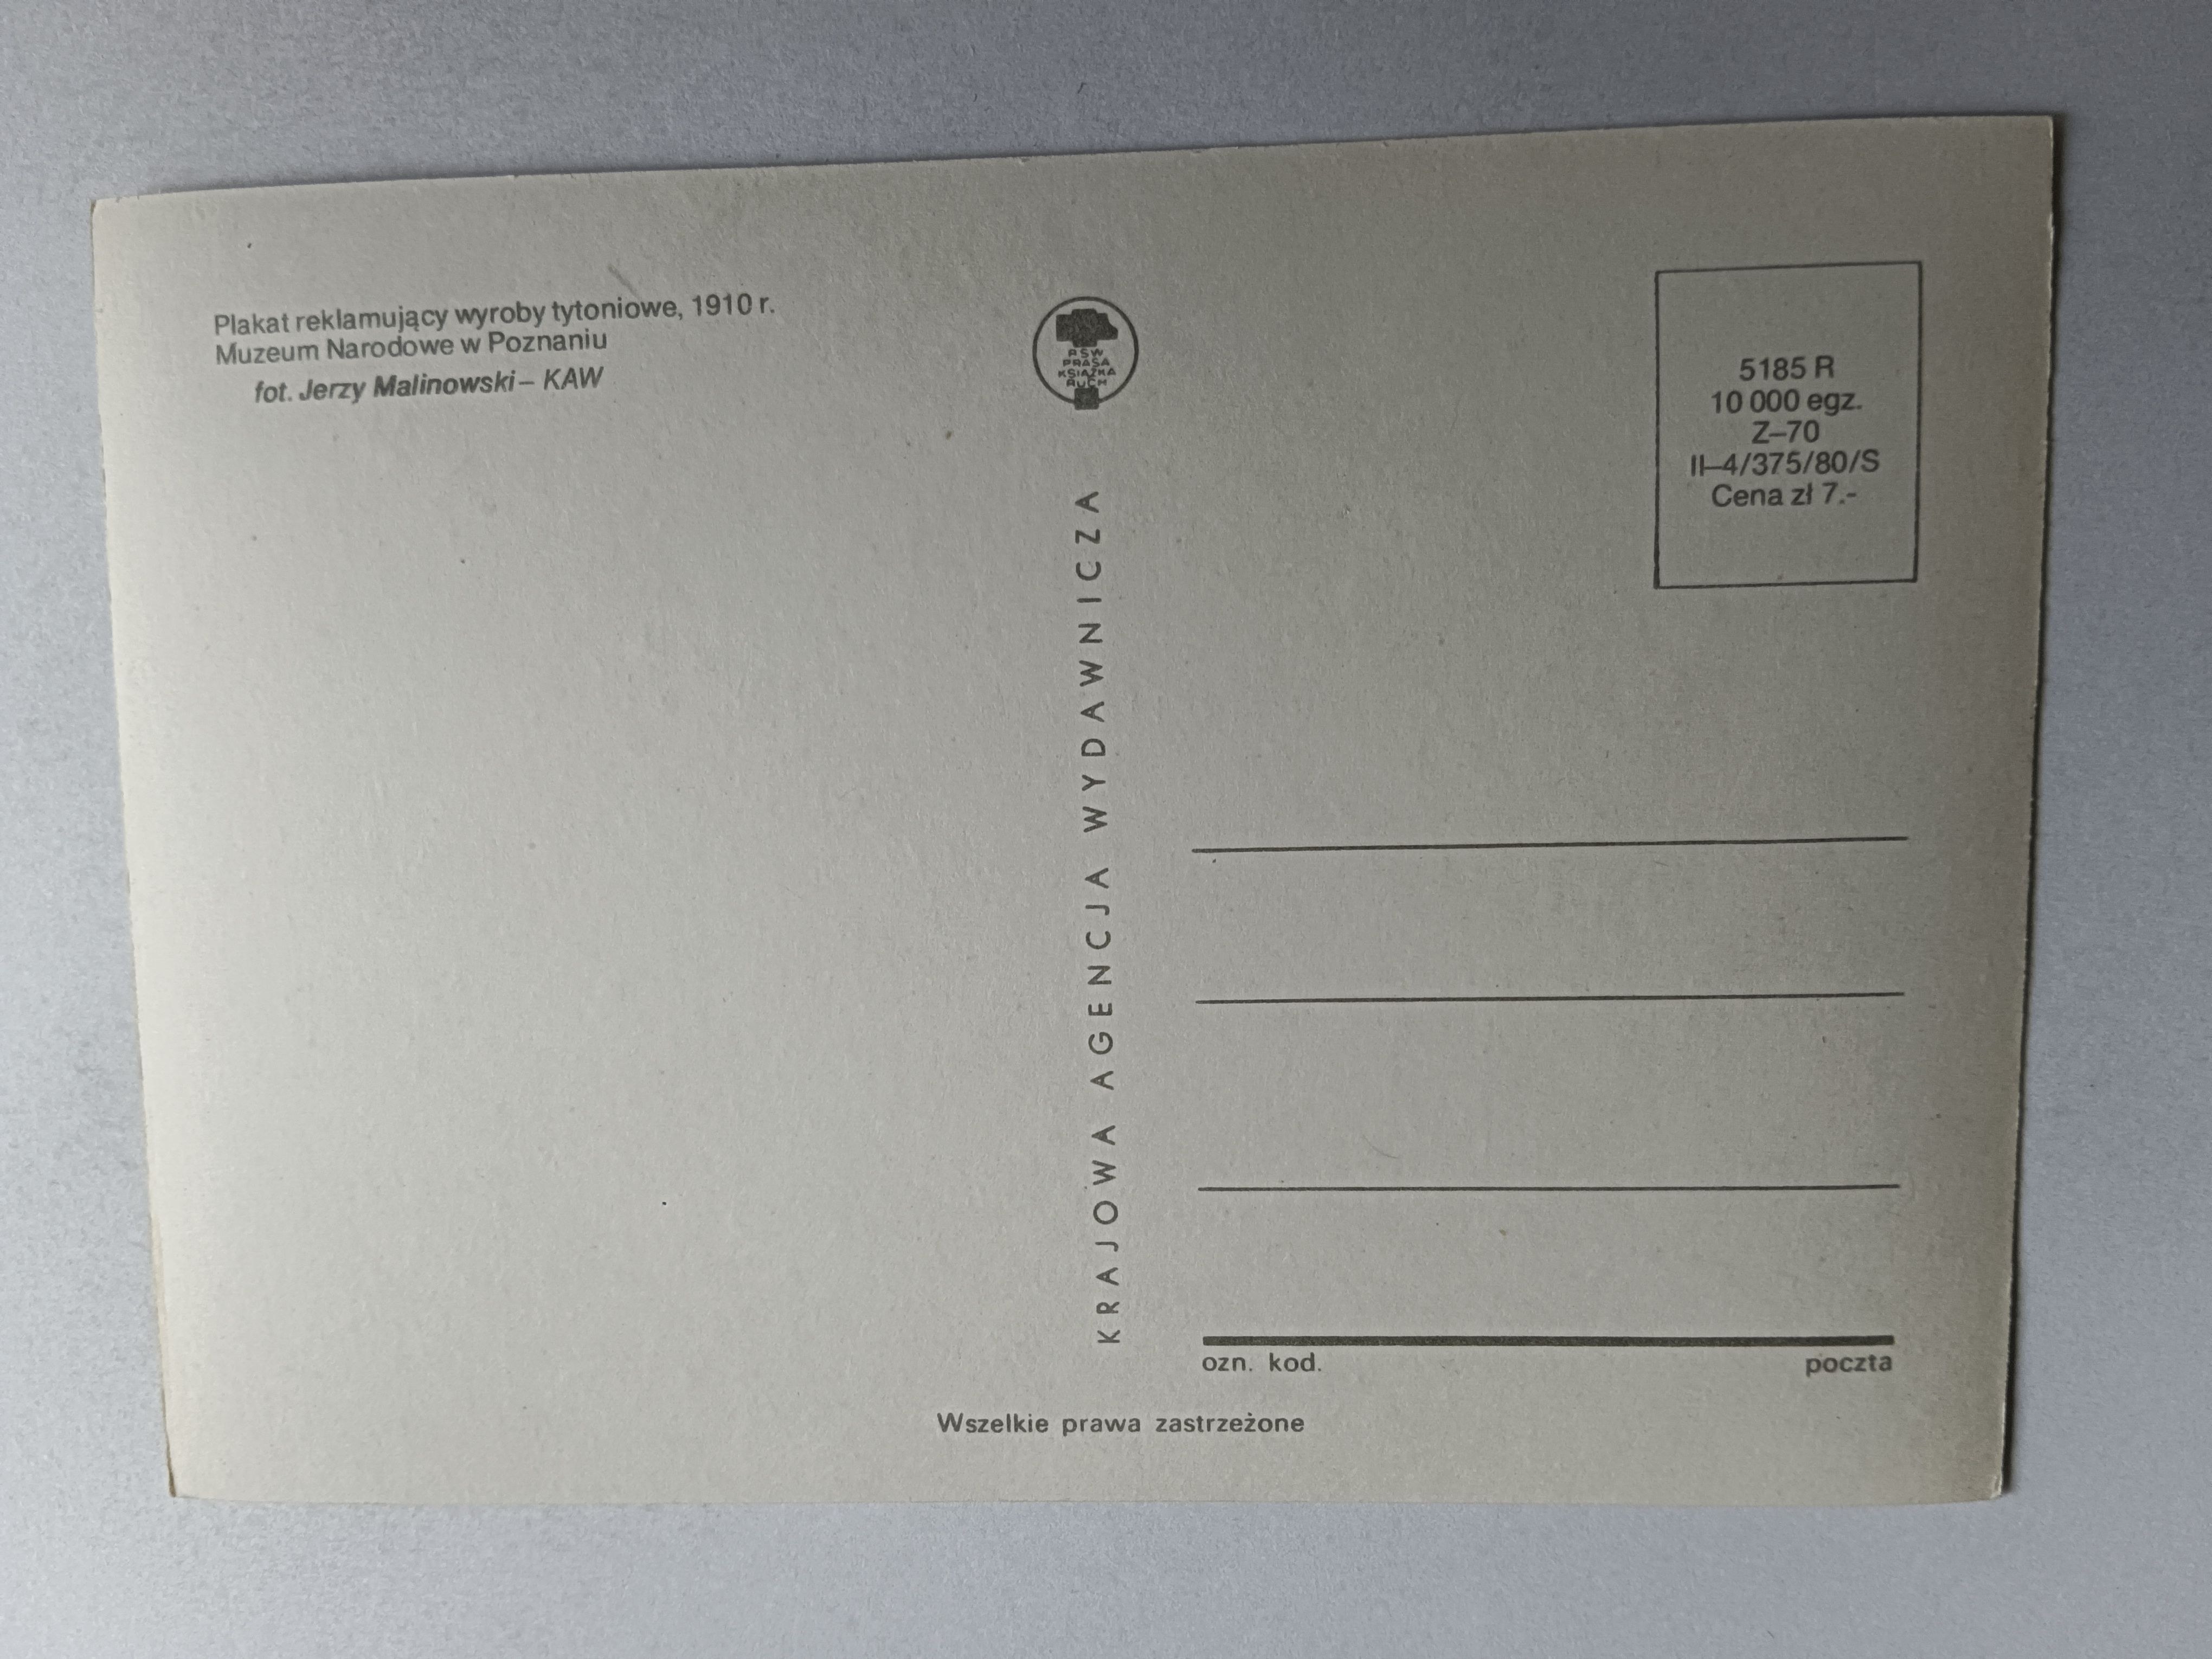 Plakat reklamujący wyroby tytoniowe, 1910 r.
Muzeum Narodowe w Poznaniu
fot. Jerzy Malinowski – KAW
RSW
PRASA
KSIĄŻKA
RUCH
KRAJOWA AGENCJA WYDAWNICZA
5185 R
10 000 egz.
Z–70
II–4/375/80/S
Cena zł 7.-
ozn. kod.
poczta
Wszelkie prawa zastrzeżone